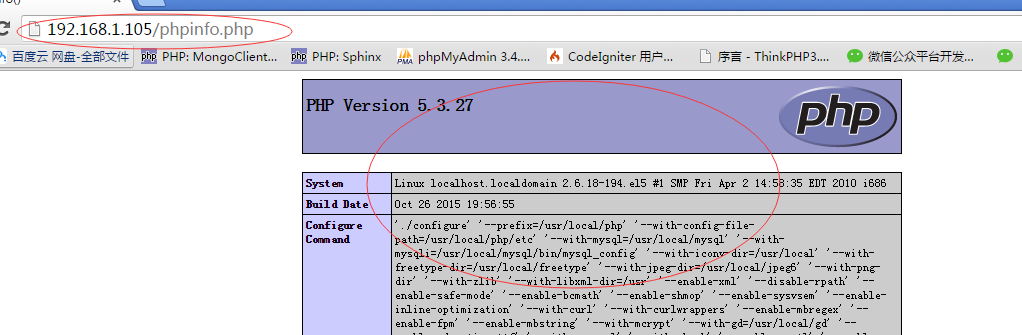 192.168.1.105/phpinfo.php
百度云 网盘-全部文件 PHP: MongoClient... PHP: Sphinx phpMyAdmin 3.4.... CodeIgniter 用户... 序言 - ThinkPHP3.... 微信公众平台开发...
PHP Version 5.3.27
php
System Linux localhost.localdomain 2.6.18-194.el5 #1 SMP Fri Apr 2 14:58:35 EDT 2010 i686
Build Date Oct 26 2015 19:56:55
Configure './configure' '--prefix=/usr/local/php' '--with-config-file-
Command path=/usr/local/php/etc' '--with-mysql=/usr/local/mysql' '--with-
mysqli=/usr/local/mysql/bin/mysql_config' '--with-iconv-dir=/usr/local' '--with-
freetype-dir=/usr/local/freetype' '--with-jpeg-dir=/usr/local/jpeg6' '--with-png-
dir' '--with-zlib' '--with-libxml-dir=/usr' '--enable-xml' '--disable-rpath' '--
enable-safe-mode' '--enable-bcmath' '--enable-shmop' '--enable-sysvsem' '--enable-
inline-optimization' '--with-curl' '--with-curlwrappers' '--enable-mbregex' '--
enable-fpm' '--enable-mbstring' '--with-mcrypt' '--with-gd=/usr/local/gd' '--